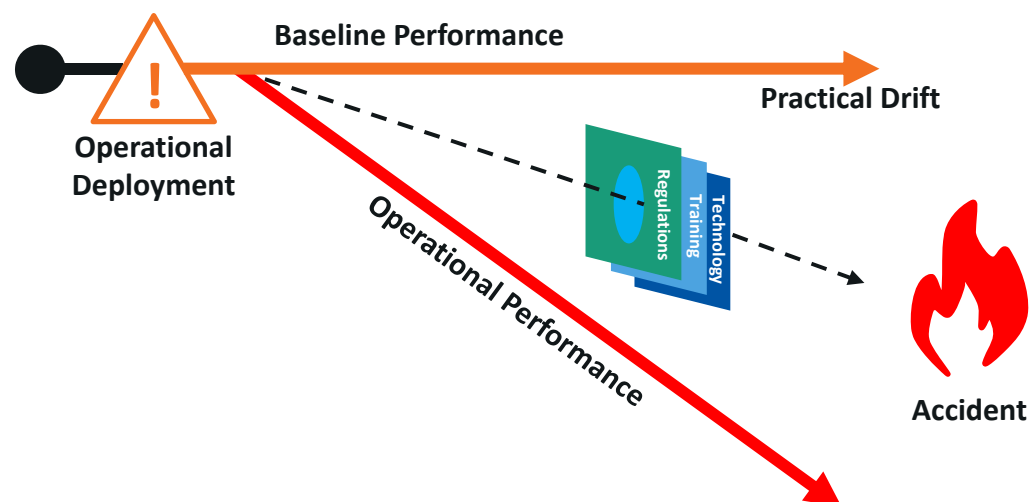 Baseline Performance
!
Practical Drift
Operational
Deployment
Regulations
Training
Technology
Operational Performance
Accident